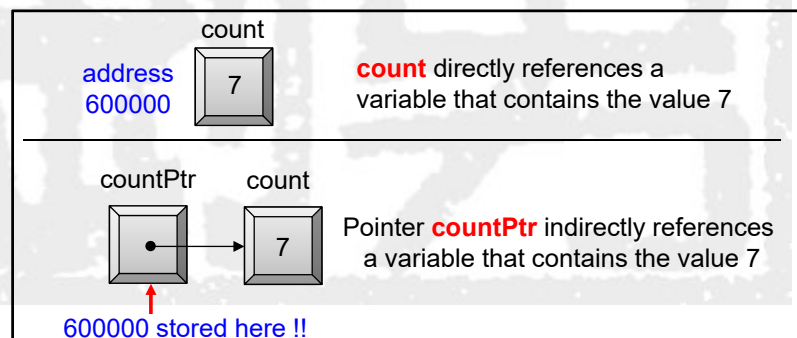 count
address
600000
7
count directly references a
variable that contains the value 7
countPtr
count
7
Pointer countPtr indirectly references
a variable that contains the value 7
600000 stored here !!